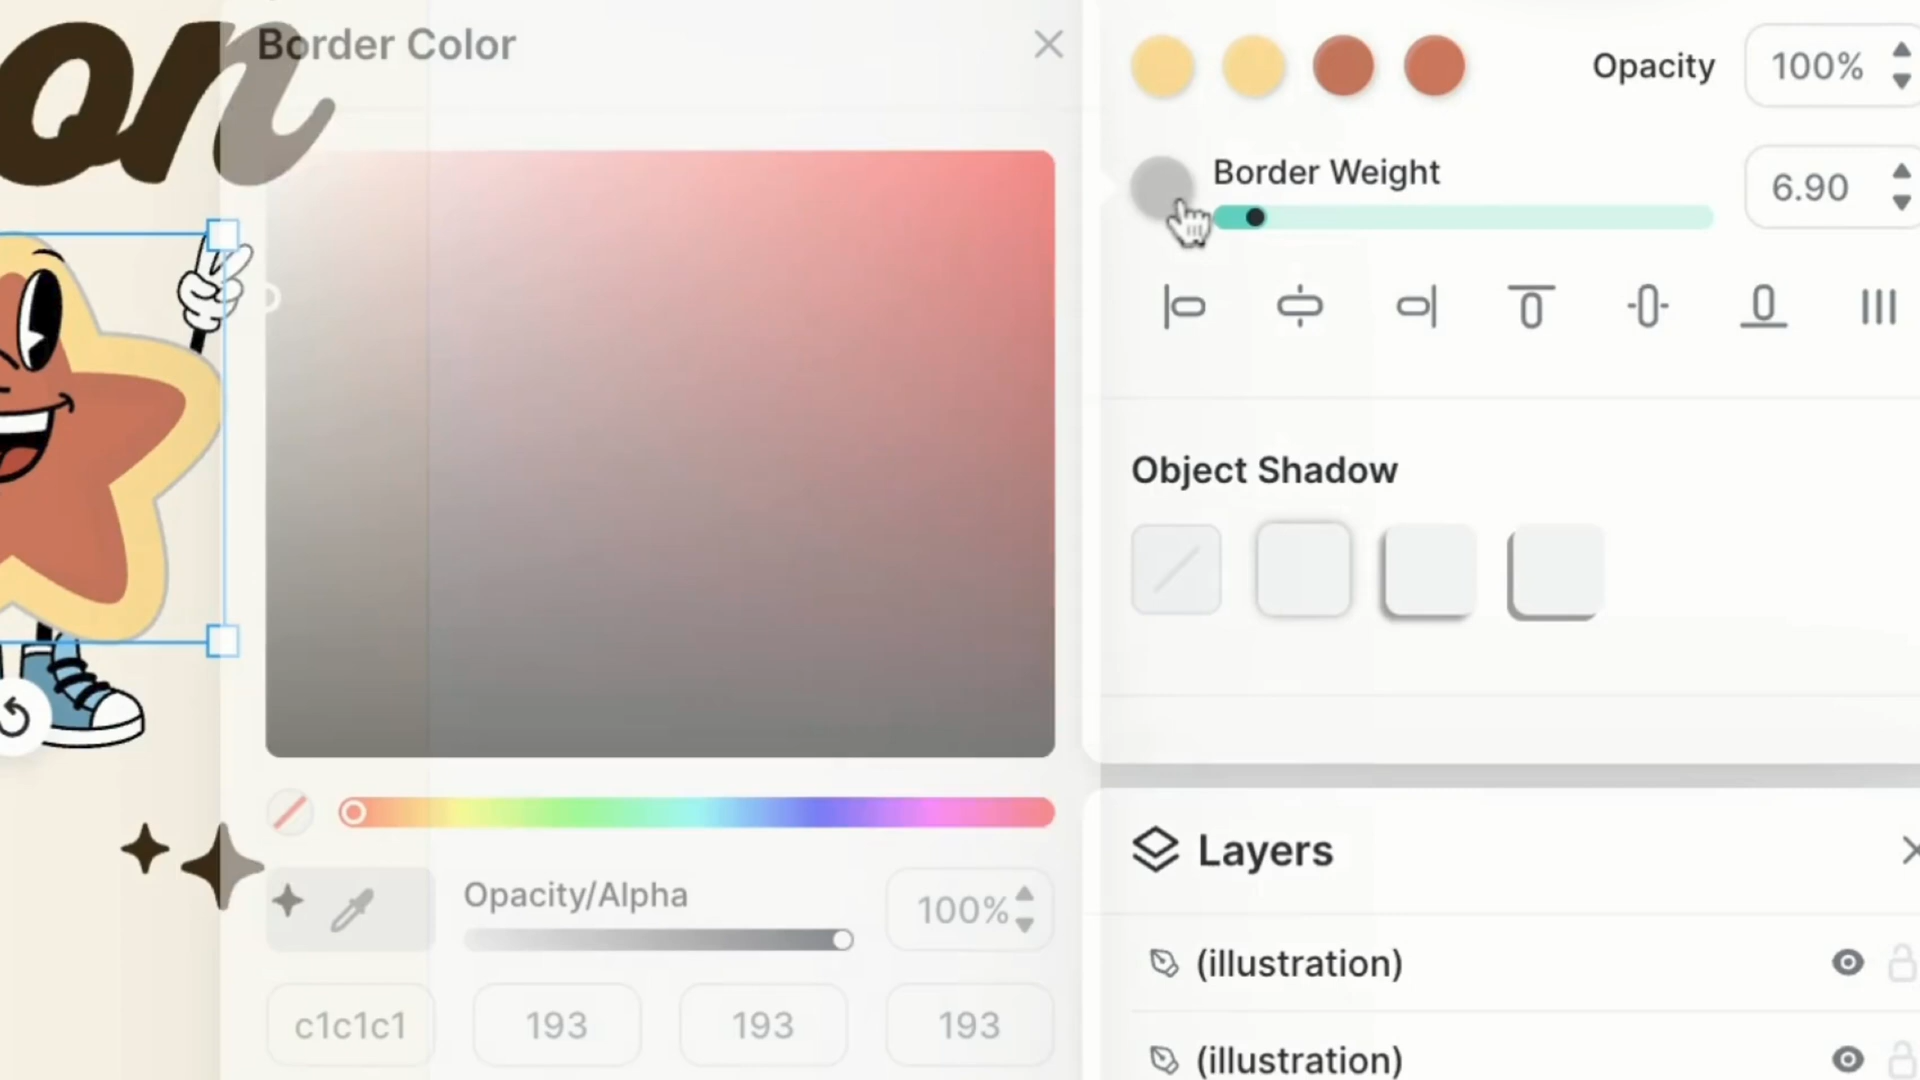 on
Border Color
Opacity 100%
Border Weight
6.90
Object Shadow
Layers
Opacity/Alpha
100%
c1c1c1 193 193 193
(illustration)
(illustration)